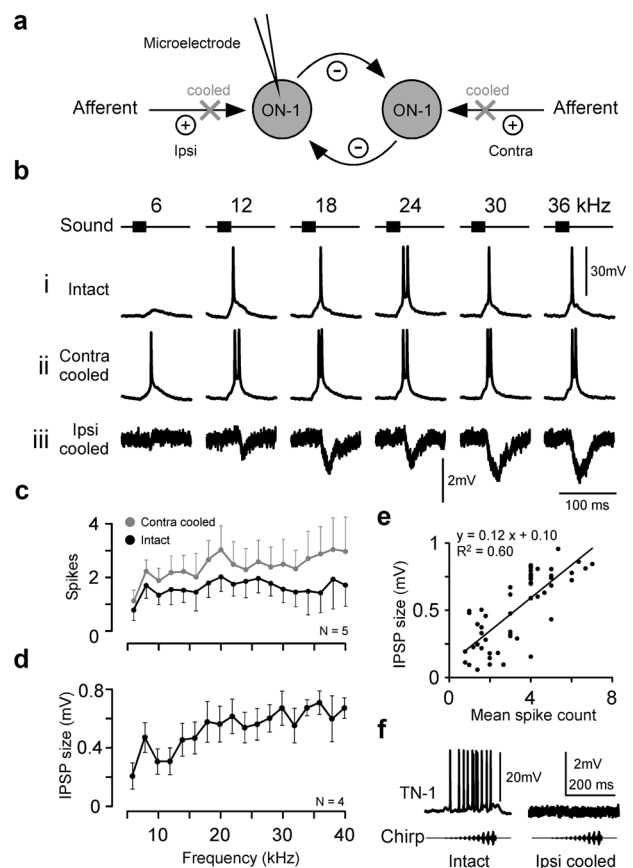 a
Microelectrode
cooled
cooled
Afferent
ON-1
ON-1
Afferent
Ipsi
Contra
b
Sound
6
12
18
24
30
36 kHz
i
Intact
30mV
ii
Contra
cooled
iii
Ipsi
cooled
2mV
100 ms
c
Contra cooled
Intact
Spikes
4
2
0
N = 5
d
IPSP size (mV)
0.8
0.4
0
N = 4
10
20
30
40
Frequency (kHz)
e
y = 0.12 x + 0.10
R² = 0.60
IPSP size (mV)
1
0.5
0
0
4
8
Mean spike count
f
TN-1
20mV
2mV
200 ms
Chirp
Intact
Ipsi cooled